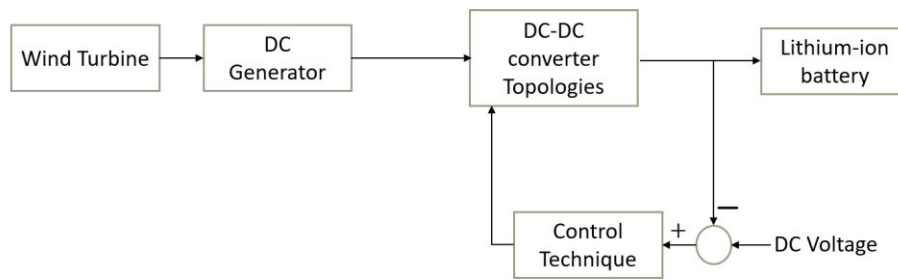 Wind Turbine
DC
Generator
DC-DC
converter
Topologies
Lithium-ion
battery
Control
Technique
+
−
DC Voltage